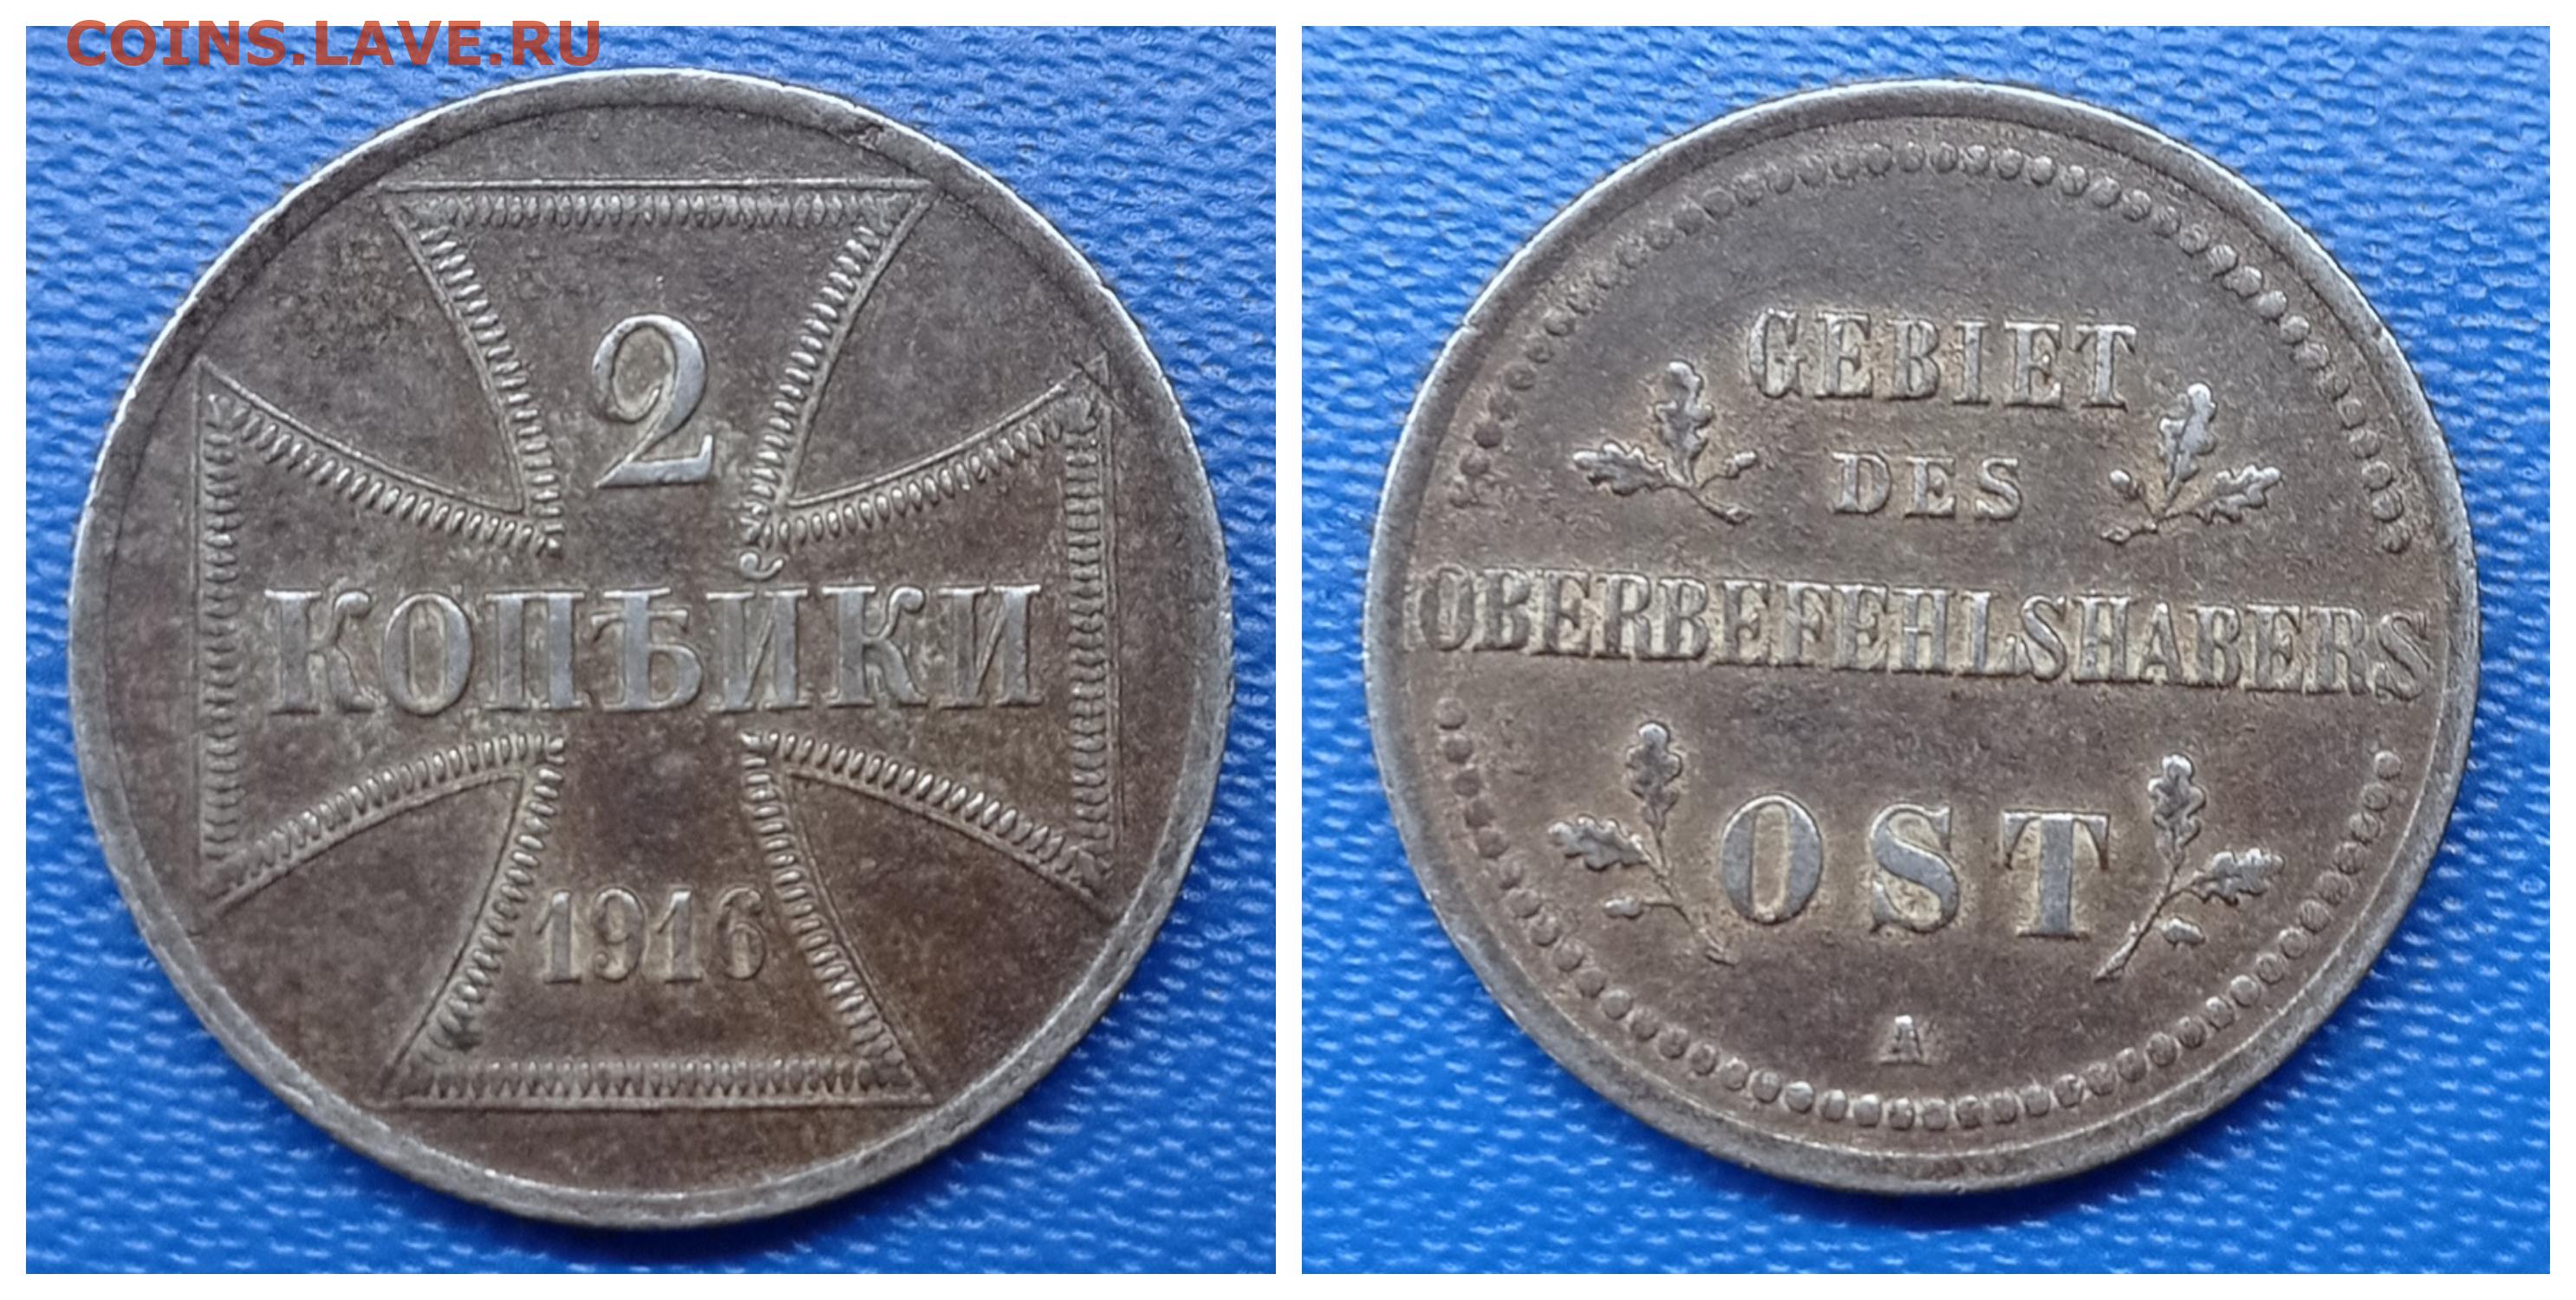 COINS.LAVE.RU
2
КОПѢЙКИ
1916
GEBIET
DES
OBERBEFEHLSHABERS
OST
A